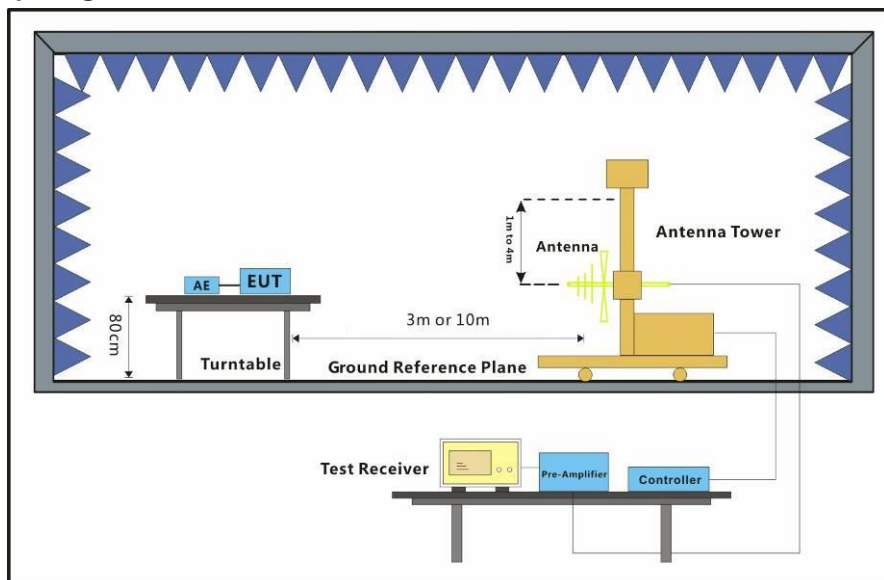 1m to 4m
Antenna
Antenna Tower
AE
EUT
80cm
3m or 10m
Turntable
Ground Reference Plane
Test Receiver
Pre-Amplifier
Controller